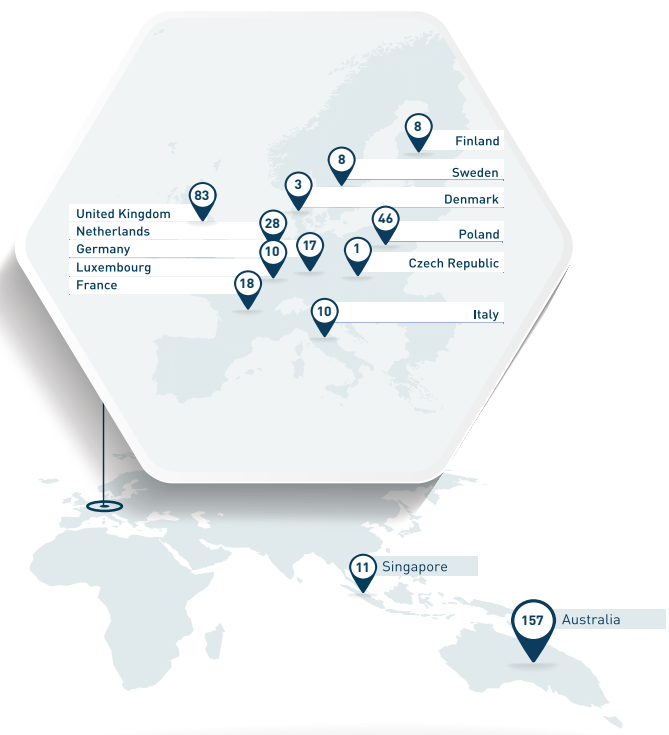 8
Finland
8
Sweden
3
Denmark
83
United Kingdom
28
Netherlands
46
Poland
Germany
17
10
1
Czech Republic
Luxembourg
France
18
10
Italy
11
Singapore
157
Australia